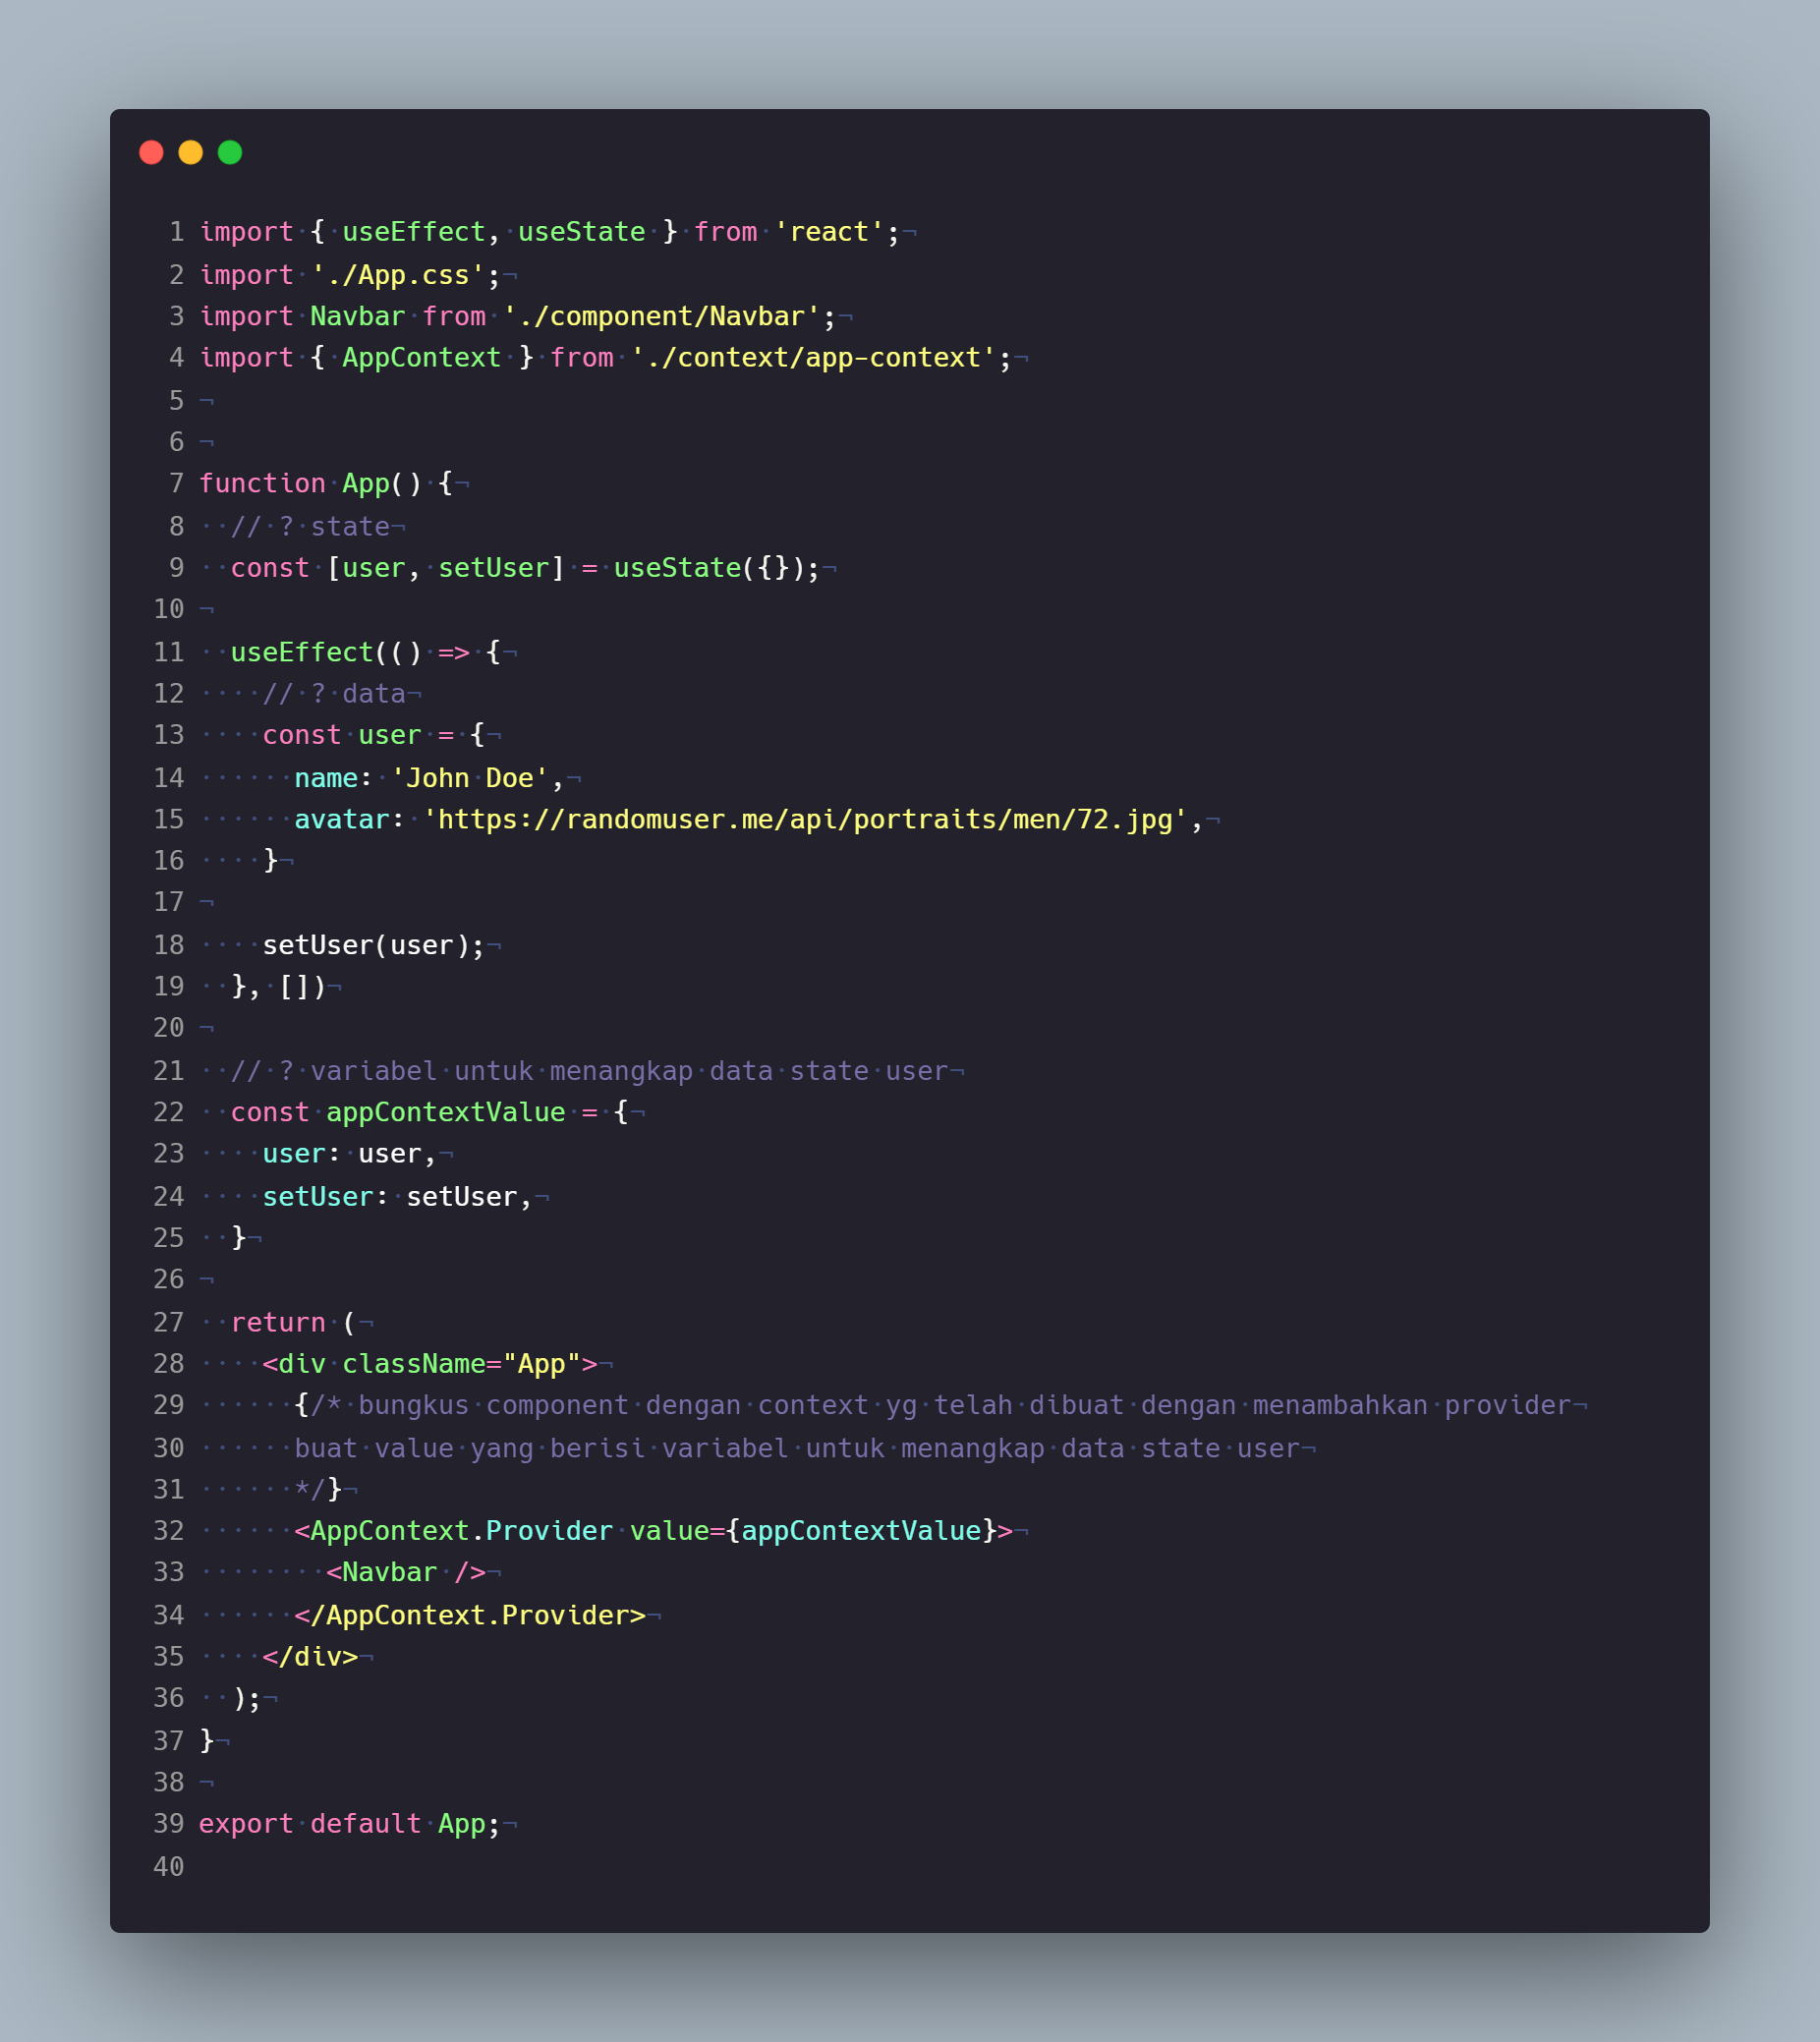 1 import { useEffect, useState } from 'react';¬
2 import './App.css';¬
3 import Navbar from './component/Navbar';¬
4 import { AppContext } from './context/app-context';¬
5 ¬
6 ¬
7 function App() {¬
8   // ? state¬
9   const [user, setUser] = useState({});¬
10 ¬
11   useEffect(() => {¬
12     // ? data¬
13     const user = {¬
14       name: 'John Doe',¬
15       avatar: 'https://randomuser.me/api/portraits/men/72.jpg',¬
16     }¬
17 ¬
18     setUser(user);¬
19   }, [])¬
20 ¬
21   // ? variabel untuk menangkap data state user¬
22   const appContextValue = {¬
23     user: user,¬
24     setUser: setUser,¬
25   }¬
26 ¬
27   return (¬
28     <div className="App">¬
29       {/* bungkus component dengan context yg telah dibuat dengan menambahkan provider¬
30       buat value yang berisi variabel untuk menangkap data state user¬
31       */}¬
32       <AppContext.Provider value={appContextValue}>¬
33         <Navbar />¬
34       </AppContext.Provider>¬
35     </div>¬
36   );¬
37 }¬
38 ¬
39 export default App;¬
40